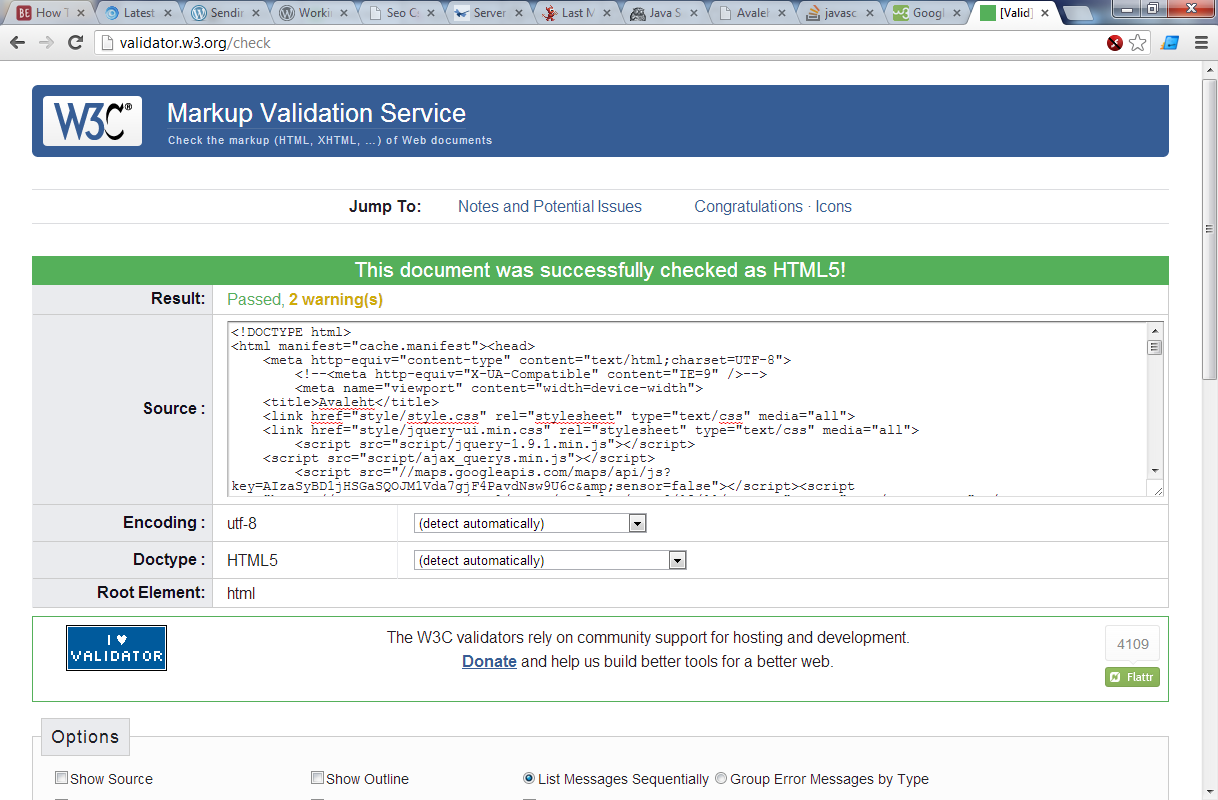 How T
Latest
Sendin
Workin
Seo C
Server
Last M
Java S
Avaleh
javasc
Googl
[Valid]
validator.w3.org/check
W3C®
Markup Validation Service
Check the markup (HTML, XHTML, …) of Web documents
Jump To: Notes and Potential Issues Congratulations · Icons
This document was successfully checked as HTML5!
Result: Passed, 2 warning(s)
Source :
<!DOCTYPE html>
<html manifest="cache.manifest"><head>
<meta http-equiv="content-type" content="text/html;charset=UTF-8">
<!--<meta http-equiv="X-UA-Compatible" content="IE=9" />-->
<meta name="viewport" content="width=device-width">
<title>Avaleht</title>
<link href="style/style.css" rel="stylesheet" type="text/css" media="all">
<link href="style/jquery-ui.min.css" rel="stylesheet" type="text/css" media="all">
<script src="script/jquery-1.9.1.min.js"></script>
<script src="script/ajax_querys.min.js"></script>
<script src="//maps.googleapis.com/maps/api/js?
key=AIzaSyBD1jHSGaSQOJM1Vda7gjF4PavdNsw9U6c&amp;sensor=false"></script><script
Encoding : utf-8 (detect automatically)
Doctype : HTML5 (detect automatically)
Root Element: html
I ♥
VALIDATOR
The W3C validators rely on community support for hosting and development.
Donate and help us build better tools for a better web.
4109
Flattr
Options
Show Source Show Outline List Messages Sequentially Group Error Messages by Type